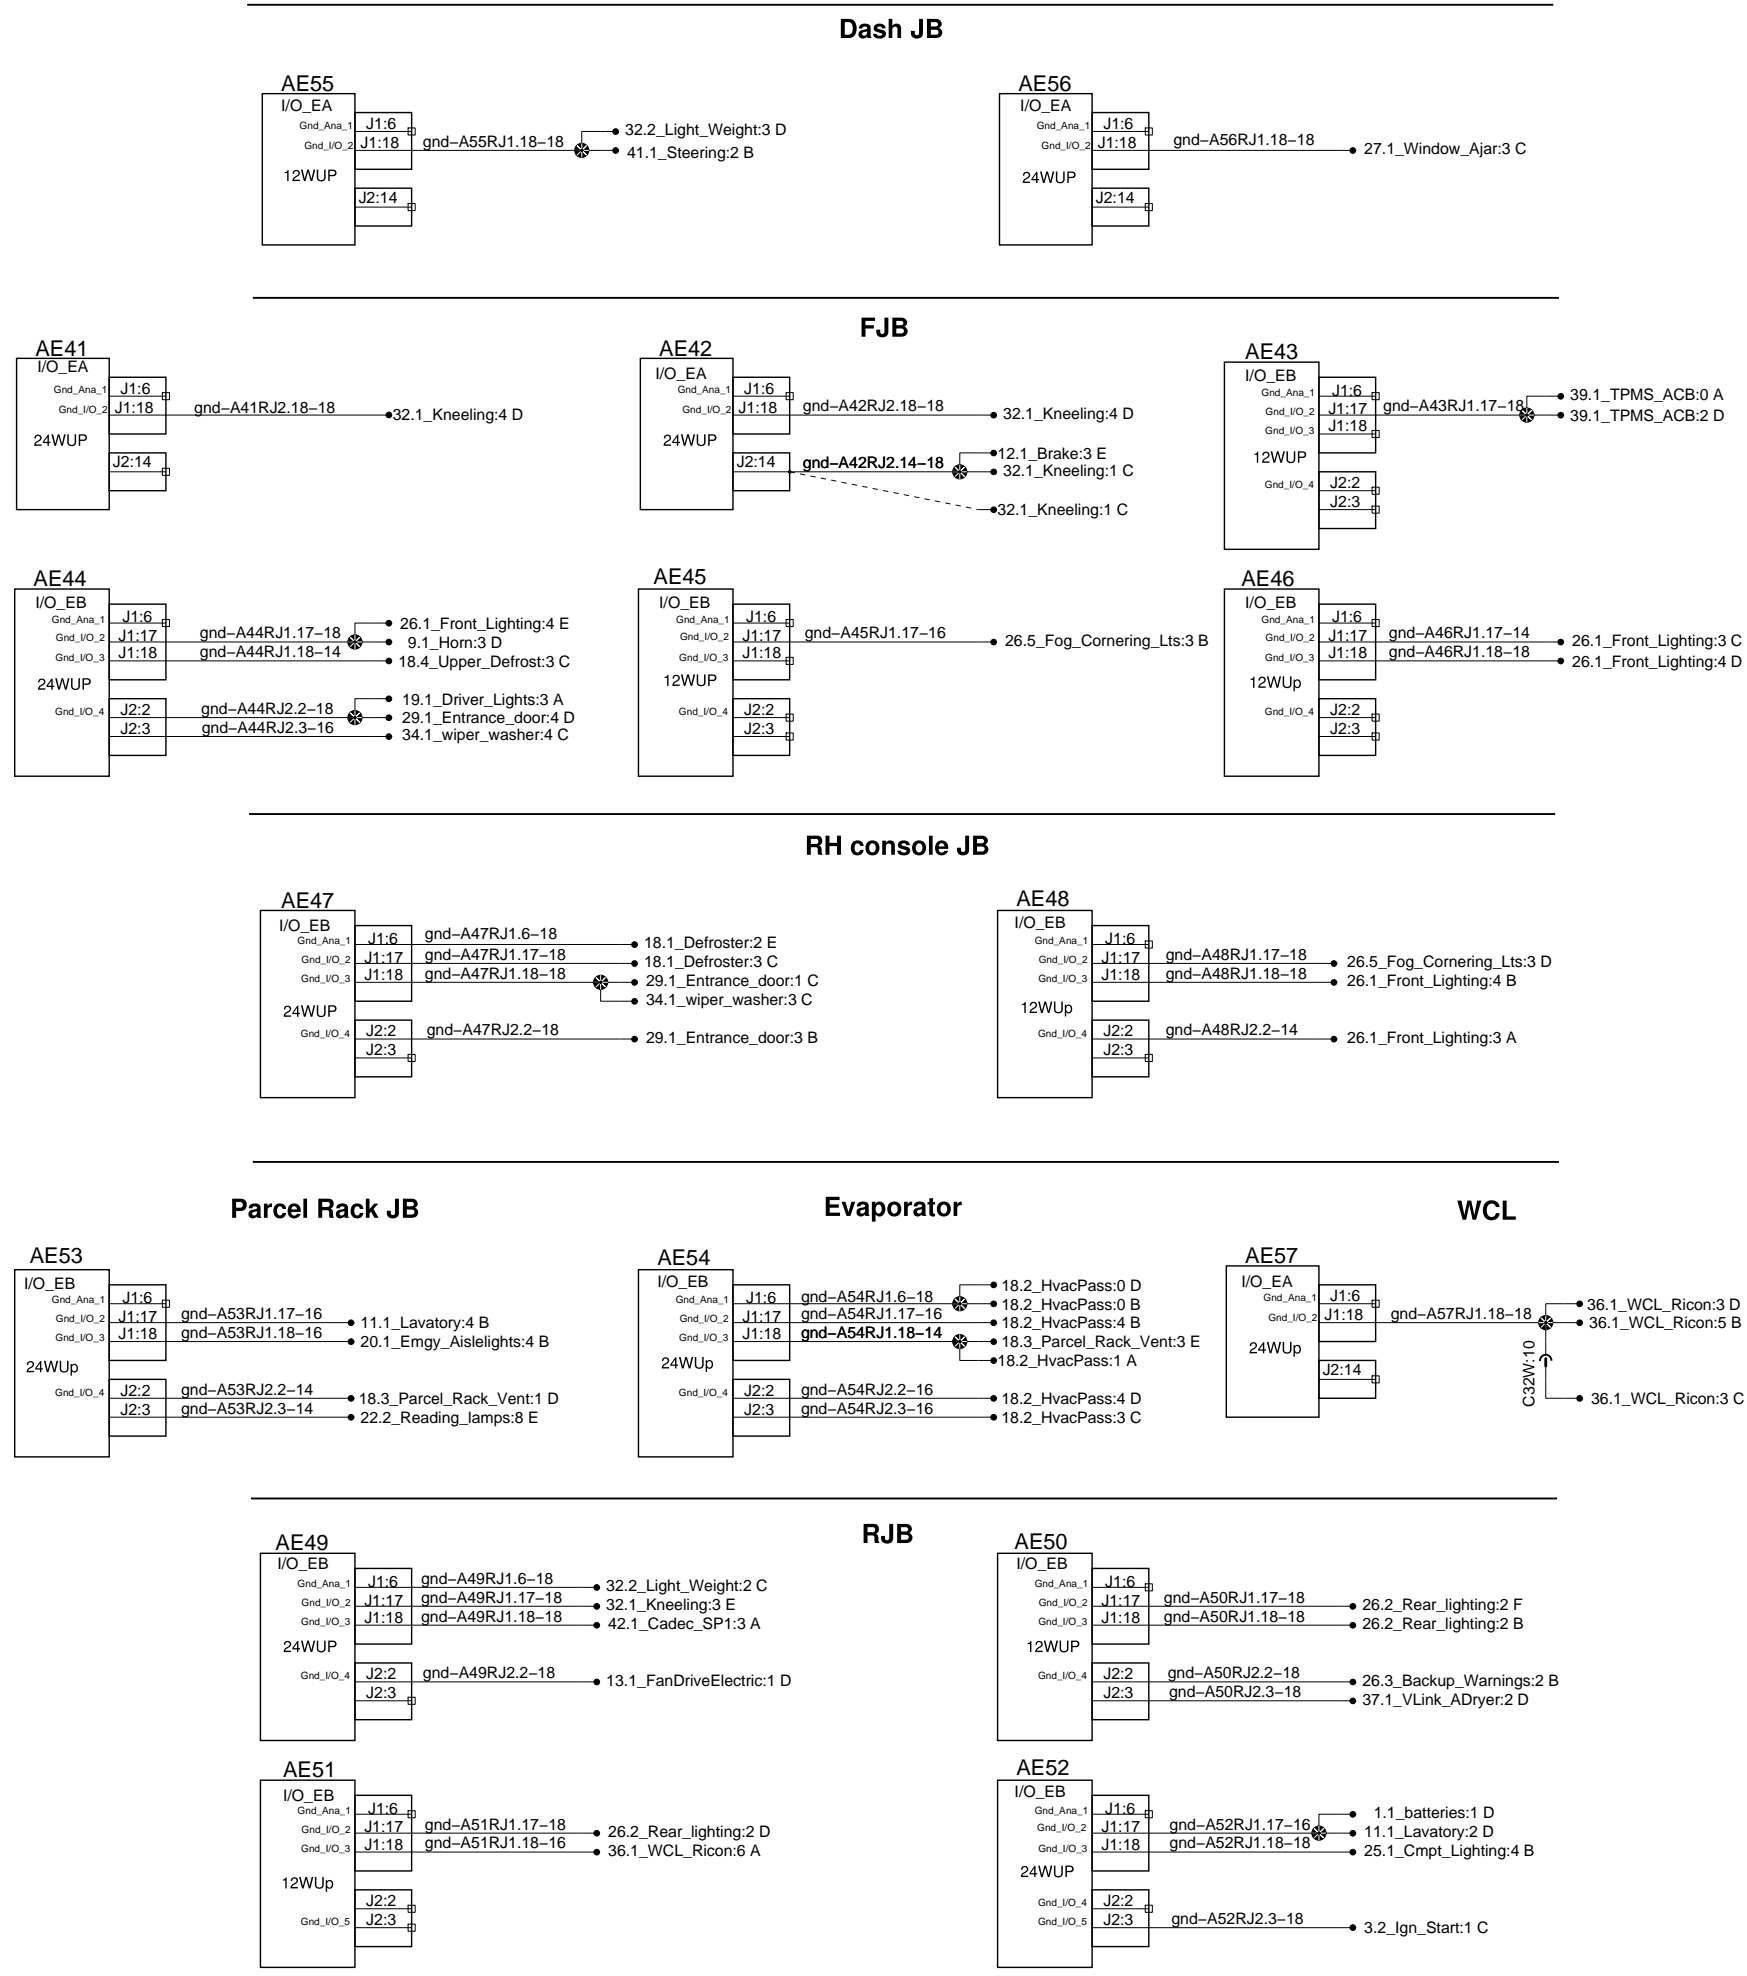 Dash JB
AE55
I/O_EA
Gnd_Ana_1
J1:6
Gnd_I/O_2
J1:18
gnd–A55RJ1.18–18
32.2_Light_Weight:3 D
41.1_Steering:2 B
12WUP
J2:14
AE56
I/O_EA
Gnd_Ana_1
J1:6
Gnd_I/O_2
J1:18
gnd–A56RJ1.18–18
27.1_Window_Ajar:3 C
24WUP
J2:14
FJB
AE41
I/O_EA
Gnd_Ana_1
J1:6
Gnd_I/O_2
J1:18
gnd–A41RJ2.18–18
32.1_Kneeling:4 D
24WUP
J2:14
AE42
I/O_EA
Gnd_Ana_1
J1:6
Gnd_I/O_2
J1:18
gnd–A42RJ2.18–18
32.1_Kneeling:4 D
24WUP
J2:14
gnd–A42RJ2.14–18
12.1_Brake:3 E
32.1_Kneeling:1 C
32.1_Kneeling:1 C
AE43
I/O_EB
Gnd_Ana_1
J1:6
Gnd_I/O_2
J1:17
gnd–A43RJ1.17–18
39.1_TPMS_ACB:0 A
39.1_TPMS_ACB:2 D
Gnd_I/O_3
J1:18
12WUP
Gnd_I/O_4
J2:2
J2:3
AE44
I/O_EB
Gnd_Ana_1
J1:6
Gnd_I/O_2
J1:17
gnd–A44RJ1.17–18
26.1_Front_Lighting:4 E
9.1_Horn:3 D
Gnd_I/O_3
J1:18
gnd–A44RJ1.18–14
18.4_Upper_Defrost:3 C
24WUP
Gnd_I/O_4
J2:2
gnd–A44RJ2.2–18
19.1_Driver_Lights:3 A
29.1_Entrance_door:4 D
J2:3
gnd–A44RJ2.3–16
34.1_wiper_washer:4 C
AE45
I/O_EB
Gnd_Ana_1
J1:6
Gnd_I/O_2
J1:17
gnd–A45RJ1.17–16
26.5_Fog_Cornering_Lts:3 B
Gnd_I/O_3
J1:18
12WUP
Gnd_I/O_4
J2:2
J2:3
AE46
I/O_EB
Gnd_Ana_1
J1:6
Gnd_I/O_2
J1:17
gnd–A46RJ1.17–14
26.1_Front_Lighting:3 C
Gnd_I/O_3
J1:18
gnd–A46RJ1.18–18
26.1_Front_Lighting:4 D
12WUp
Gnd_I/O_4
J2:2
J2:3
RH console JB
AE47
I/O_EB
Gnd_Ana_1
J1:6
gnd–A47RJ1.6–18
18.1_Defroster:2 E
Gnd_I/O_2
J1:17
gnd–A47RJ1.17–18
18.1_Defroster:3 C
Gnd_I/O_3
J1:18
gnd–A47RJ1.18–18
29.1_Entrance_door:1 C
34.1_wiper_washer:3 C
24WUP
Gnd_I/O_4
J2:2
gnd–A47RJ2.2–18
29.1_Entrance_door:3 B
J2:3
AE48
I/O_EB
Gnd_Ana_1
J1:6
Gnd_I/O_2
J1:17
gnd–A48RJ1.17–18
26.5_Fog_Cornering_Lts:3 D
Gnd_I/O_3
J1:18
gnd–A48RJ1.18–18
26.1_Front_Lighting:4 B
12WUp
Gnd_I/O_4
J2:2
gnd–A48RJ2.2–14
26.1_Front_Lighting:3 A
J2:3
Parcel Rack JB
AE53
I/O_EB
Gnd_Ana_1
J1:6
Gnd_I/O_2
J1:17
gnd–A53RJ1.17–16
11.1_Lavatory:4 B
Gnd_I/O_3
J1:18
gnd–A53RJ1.18–16
20.1_Emgy_Aislelights:4 B
24WUp
Gnd_I/O_4
J2:2
gnd–A53RJ2.2–14
18.3_Parcel_Rack_Vent:1 D
J2:3
gnd–A53RJ2.3–14
22.2_Reading_lamps:8 E
Evaporator
AE54
I/O_EB
Gnd_Ana_1
J1:6
gnd–A54RJ1.6–18
18.2_HvacPass:0 D
18.2_HvacPass:0 B
Gnd_I/O_2
J1:17
gnd–A54RJ1.17–16
18.2_HvacPass:4 B
Gnd_I/O_3
J1:18
gnd–A54RJ1.18–14
18.3_Parcel_Rack_Vent:3 E
18.2_HvacPass:1 A
24WUp
Gnd_I/O_4
J2:2
gnd–A54RJ2.2–16
18.2_HvacPass:4 D
J2:3
gnd–A54RJ2.3–16
18.2_HvacPass:3 C
WCL
AE57
I/O_EA
Gnd_Ana_1
J1:6
Gnd_I/O_2
J1:18
gnd–A57RJ1.18–18
36.1_WCL_Ricon:3 D
36.1_WCL_Ricon:5 B
24WUp
J2:14
C32W:10
36.1_WCL_Ricon:3 C
RJB
AE49
I/O_EB
Gnd_Ana_1
J1:6
gnd–A49RJ1.6–18
32.2_Light_Weight:2 C
Gnd_I/O_2
J1:17
gnd–A49RJ1.17–18
32.1_Kneeling:3 E
Gnd_I/O_3
J1:18
gnd–A49RJ1.18–18
42.1_Cadec_SP1:3 A
24WUP
Gnd_I/O_4
J2:2
gnd–A49RJ2.2–18
13.1_FanDriveElectric:1 D
J2:3
AE50
I/O_EB
Gnd_Ana_1
J1:6
Gnd_I/O_2
J1:17
gnd–A50RJ1.17–18
26.2_Rear_lighting:2 F
Gnd_I/O_3
J1:18
gnd–A50RJ1.18–18
26.2_Rear_lighting:2 B
12WUP
Gnd_I/O_4
J2:2
gnd–A50RJ2.2–18
26.3_Backup_Warnings:2 B
J2:3
gnd–A50RJ2.3–18
37.1_VLink_ADryer:2 D
AE51
I/O_EB
Gnd_Ana_1
J1:6
Gnd_I/O_2
J1:17
gnd–A51RJ1.17–18
26.2_Rear_lighting:2 D
Gnd_I/O_3
J1:18
gnd–A51RJ1.18–16
36.1_WCL_Ricon:6 A
12WUp
J2:2
Gnd_I/O_5
J2:3
AE52
I/O_EB
Gnd_Ana_1
J1:6
Gnd_I/O_2
J1:17
gnd–A52RJ1.17–16
1.1_batteries:1 D
11.1_Lavatory:2 D
Gnd_I/O_3
J1:18
gnd–A52RJ1.18–18
25.1_Cmpt_Lighting:4 B
24WUP
Gnd_I/O_4
J2:2
Gnd_I/O_5
J2:3
gnd–A52RJ2.3–18
3.2_Ign_Start:1 C